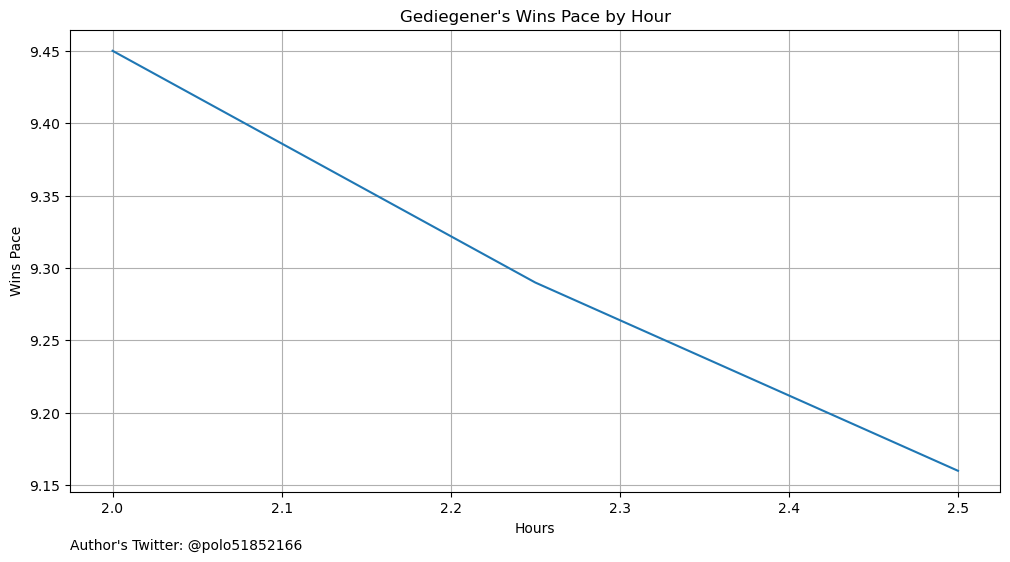 Gediegener's Wins Pace by Hour
9.45
9.40
9.35
9.30
9.25
9.20
9.15
Wins Pace
2.0 2.1 2.2 2.3 2.4 2.5
Hours
Author's Twitter: @polo51852166